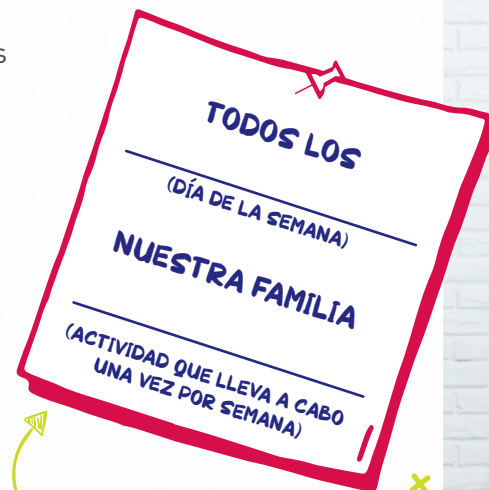 s
TODOS LOS
(DÍA DE LA SEMANA)
NUESTRA FAMILIA
(ACTIVIDAD QUE LLEVA A CABO
UNA VEZ POR SEMANA)